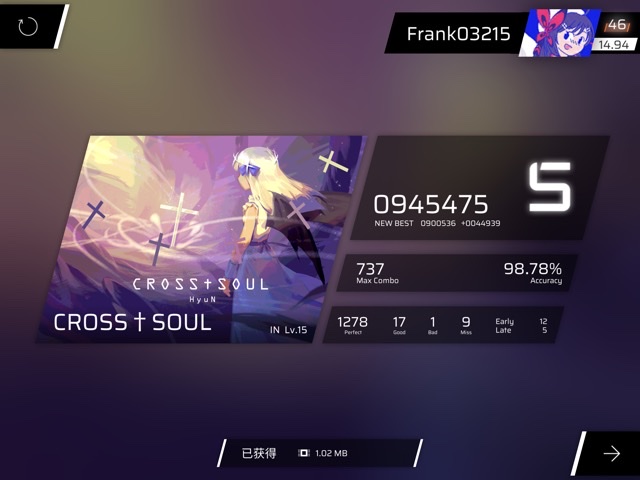 Frank03215
46
14.94
0945475
S
NEW BEST 0900536 +0044939
737
Max Combo
98.78%
Accuracy
1278
Perfect
17
Good
1
Bad
9
Miss
Early 12
Late 5
CROSS†SOUL
HyuN
CROSS†SOUL
IN Lv.15
已获得
1.02 MB